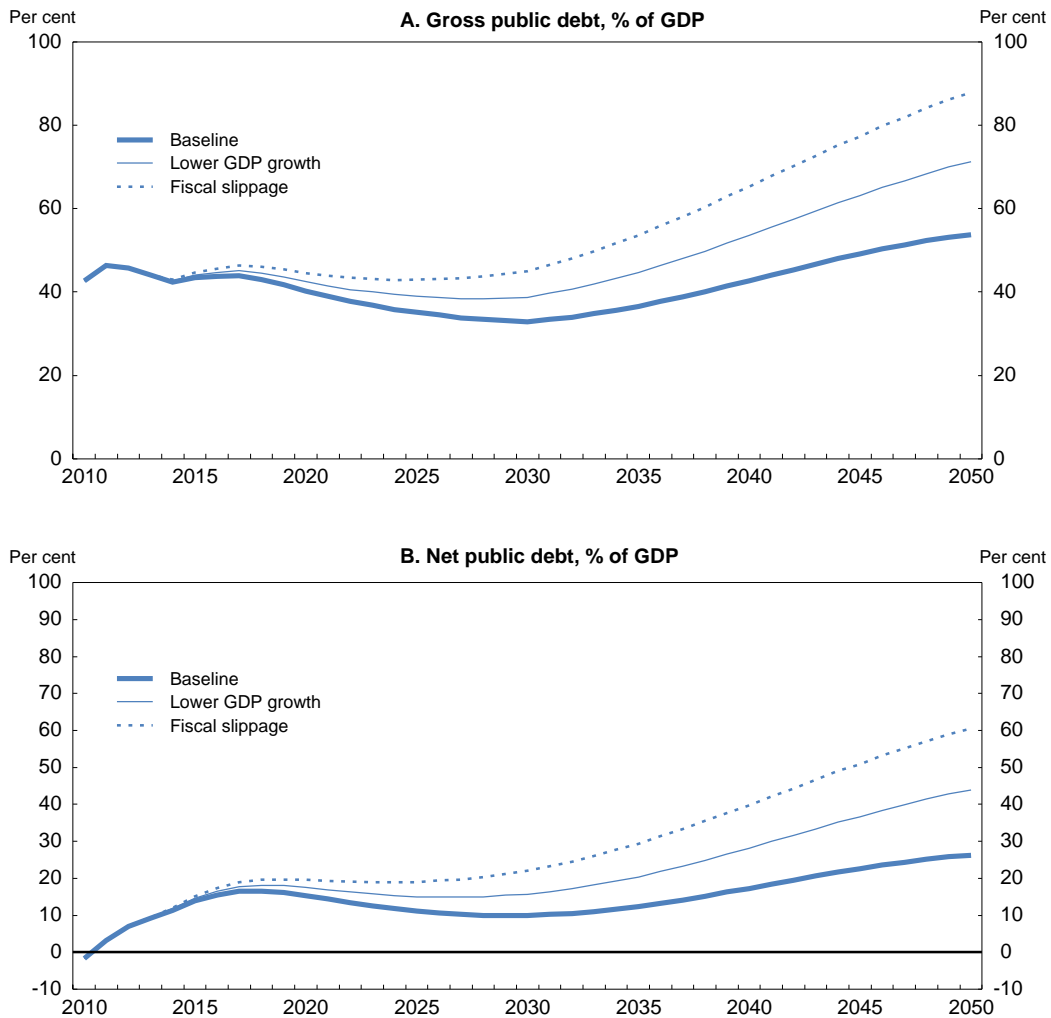 A. Gross public debt, % of GDP
Per cent Per cent
100 100
80 80
Baseline
Lower GDP growth
Fiscal slippage
60 60
40 40
20 20
0 0
2010 2015 2020 2025 2030 2035 2040 2045 2050
B. Net public debt, % of GDP
Per cent Per cent
100 100
90 90
80 80
Baseline
70 70
Lower GDP growth
Fiscal slippage
60 60
50 50
40 40
30 30
20 20
10 10
0 0
-10 -10
2010 2015 2020 2025 2030 2035 2040 2045 2050